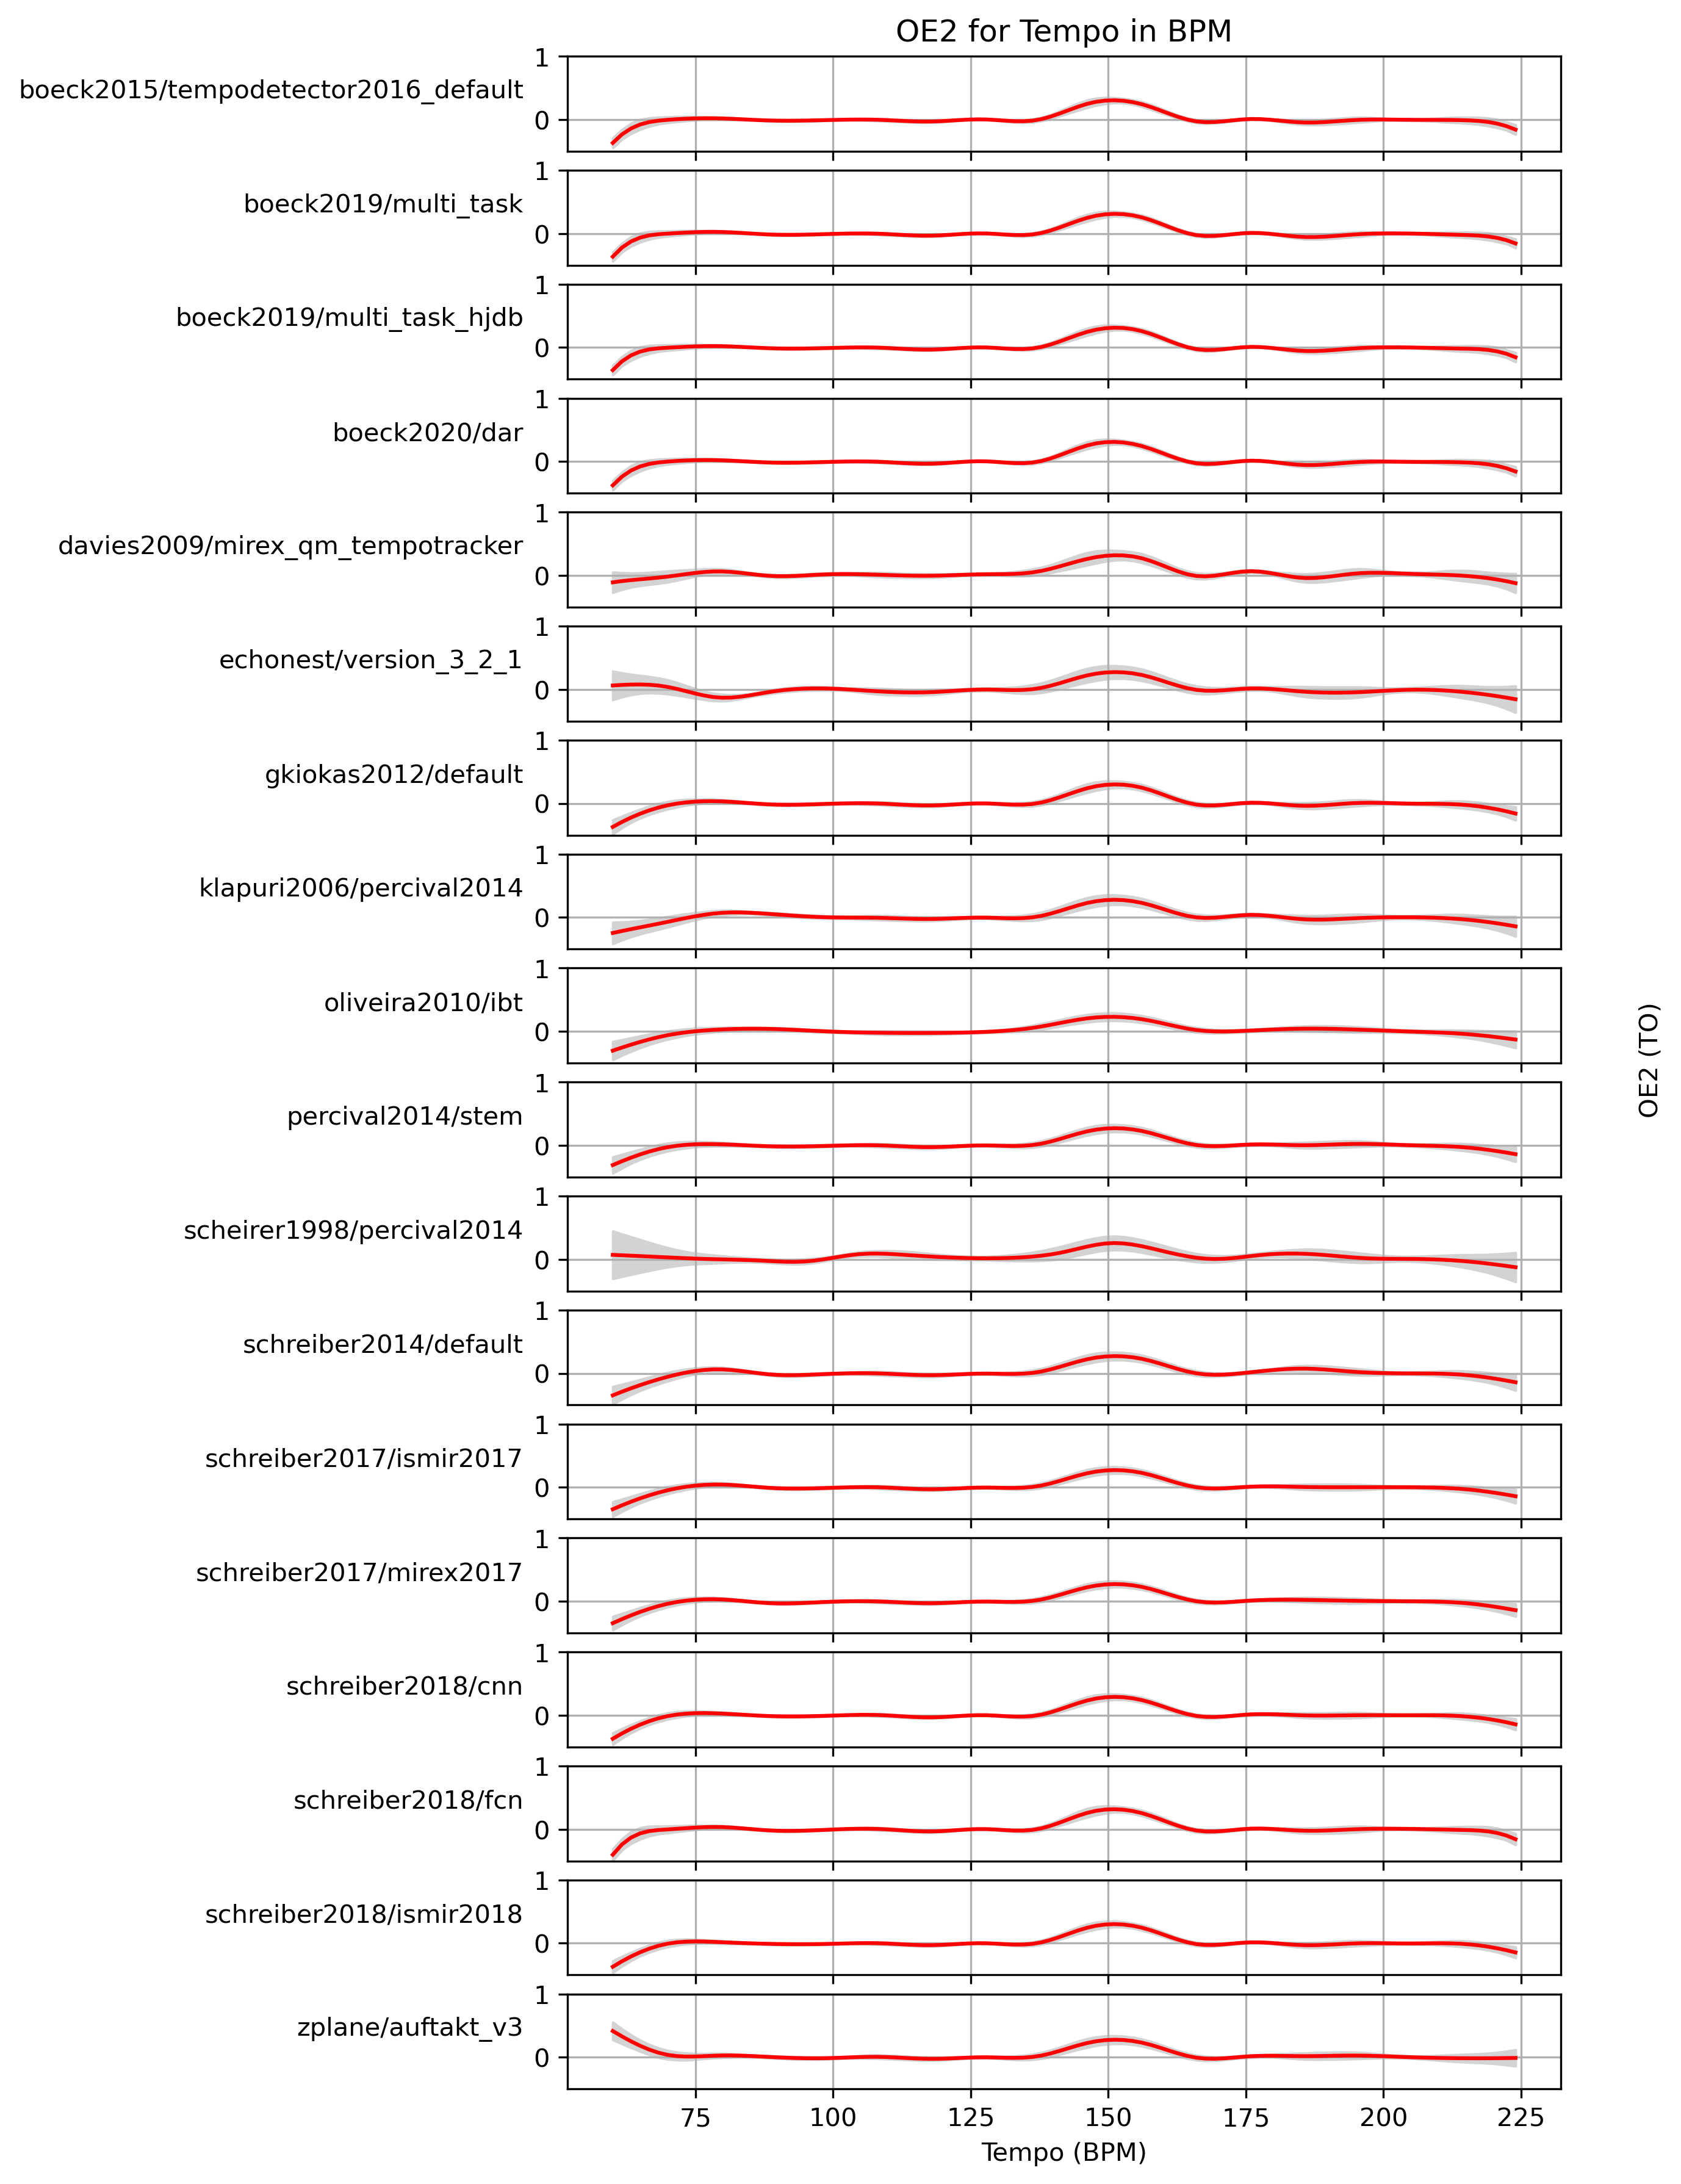 OE2 for Tempo in BPM
boeck2015/tempodetector2016_default
1
0
boeck2019/multi_task
1
0
boeck2019/multi_task_hjdb
1
0
boeck2020/dar
1
0
davies2009/mirex_qm_tempotracker
1
0
echonest/version_3_2_1
1
0
gkiokas2012/default
1
0
klapuri2006/percival2014
1
0
oliveira2010/ibt
1
0
percival2014/stem
1
0
scheirer1998/percival2014
1
0
schreiber2014/default
1
0
schreiber2017/ismir2017
1
0
schreiber2017/mirex2017
1
0
schreiber2018/cnn
1
0
schreiber2018/fcn
1
0
schreiber2018/ismir2018
1
0
zplane/auftakt_v3
1
0
75 100 125 150 175 200 225
Tempo (BPM)
OE2 (TO)